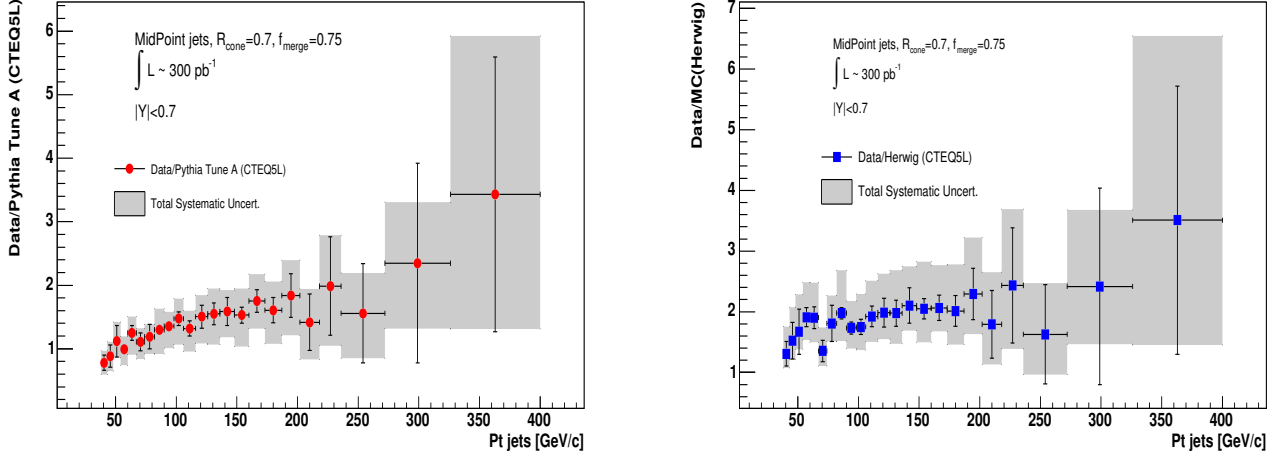 Data/Pythia Tune A (CTEQ5L)
6
5
4
3
2
1
MidPoint jets, Rcone=0.7, fmerge=0.75
∫ L ~ 300 pb-1
|Y|<0.7
Data/Pythia Tune A (CTEQ5L)
Total Systematic Uncert.
50 100 150 200 250 300 350 400
Pt jets [GeV/c]
Data/MC(Herwig)
7
6
5
4
3
2
1
MidPoint jets, Rcone=0.7, fmerge=0.75
∫ L ~ 300 pb-1
|Y|<0.7
Data/Herwig (CTEQ5L)
Total Systematic Uncert.
50 100 150 200 250 300 350 400
Pt jets [GeV/c]